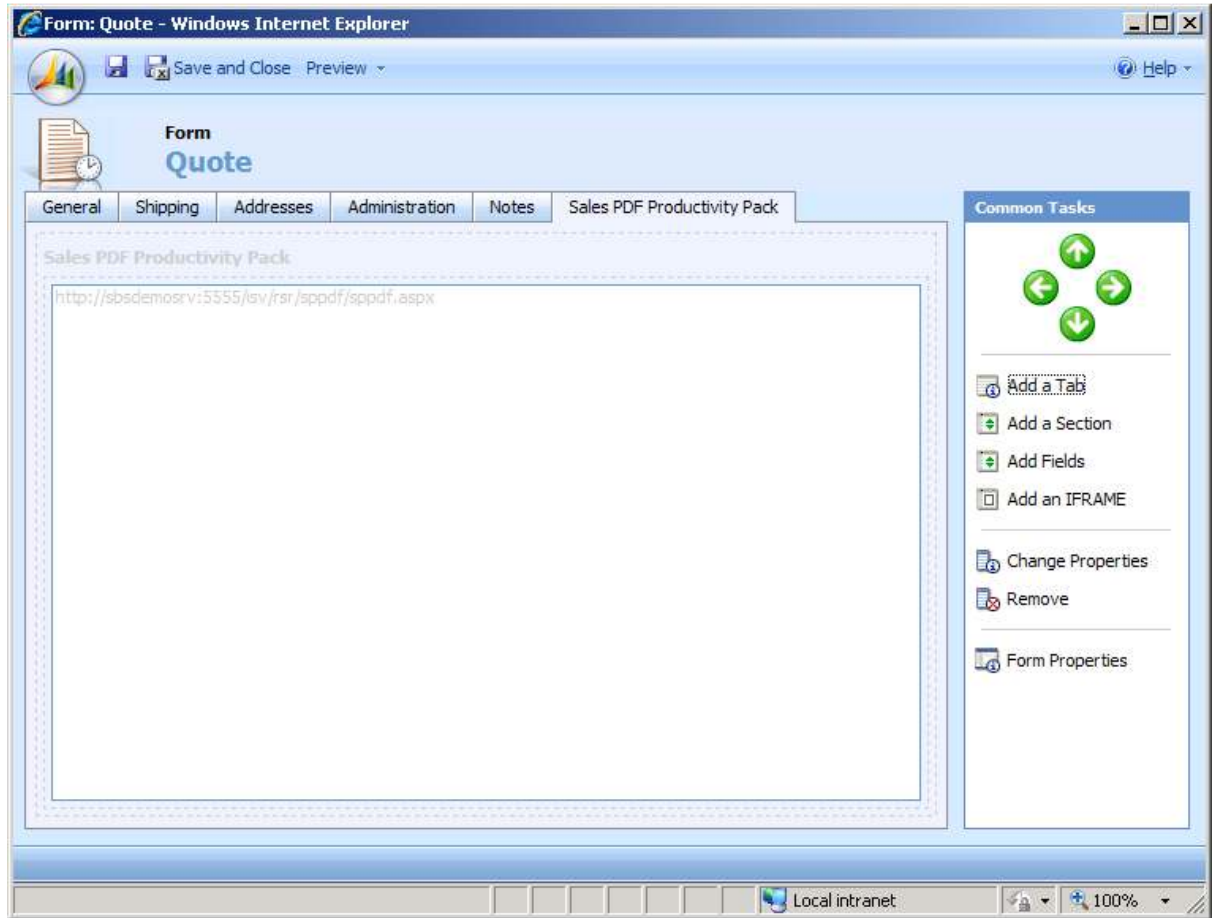 Form: Quote - Windows Internet Explorer
Save and Close Preview
Help
Form
Quote
General Shipping Addresses Administration Notes Sales PDF Productivity Pack
Common Tasks
Sales PDF Productivity Pack
http://sbsdemosrv:5555/isv/rsr/sppdf/sppdf.aspx
Add a Tab
Add a Section
Add Fields
Add an IFRAME
Change Properties
Remove
Form Properties
Local intranet 100%